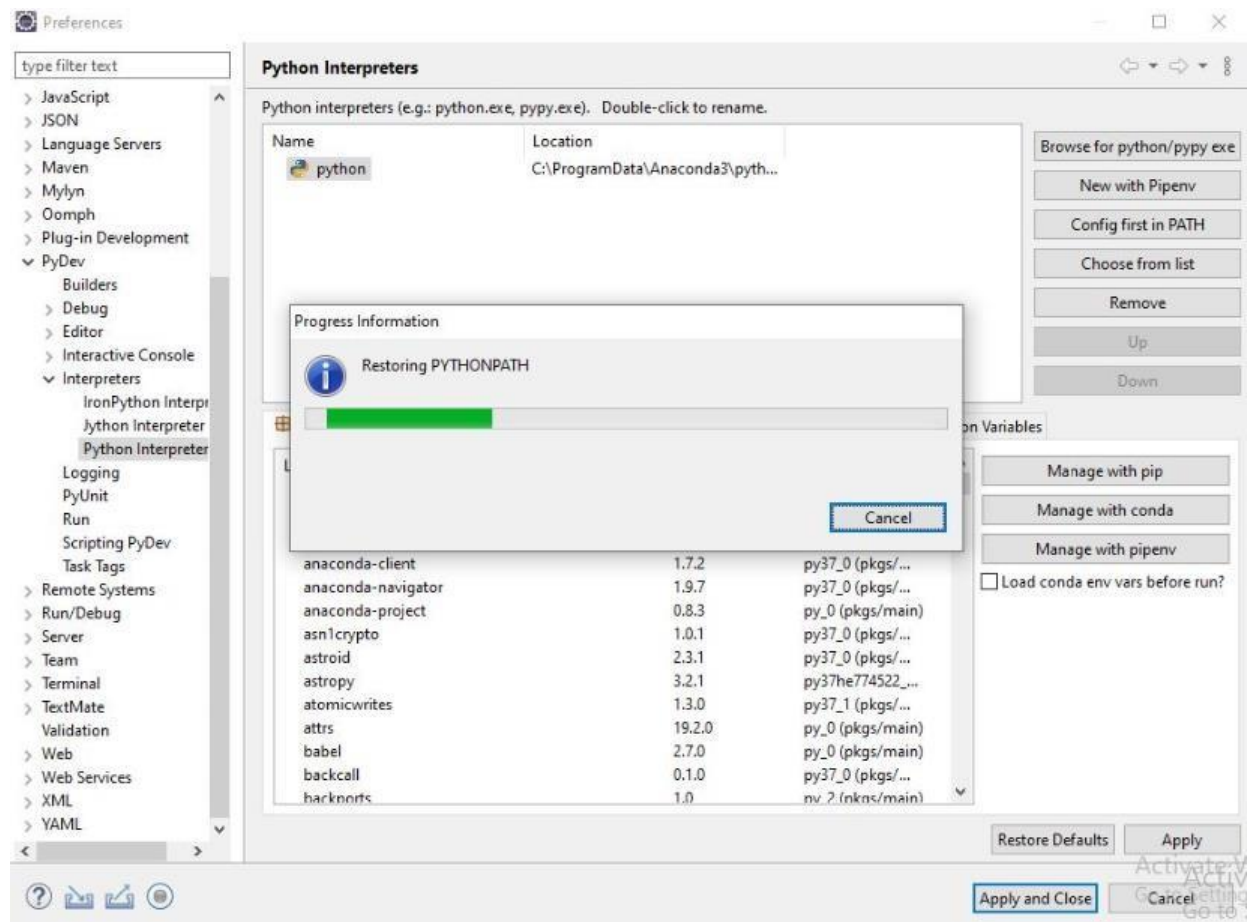 Preferences
type filter text
JavaScript
JSON
Language Servers
Maven
Mylyn
Oomph
Plug-in Development
PyDev
Builders
Debug
Editor
Interactive Console
Interpreters
IronPython Interpr
Jython Interpreter
Python Interpreter
Logging
PyUnit
Run
Scripting PyDev
Task Tags
Remote Systems
Run/Debug
Server
Team
Terminal
TextMate
Validation
Web
Web Services
XML
YAML
Python Interpreters
Python interpreters (e.g.: python.exe, pypy.exe).   Double-click to rename.
Name Location
python C:\ProgramData\Anaconda3\pyth...
Browse for python/pypy exe
New with Pipenv
Config first in PATH
Choose from list
Remove
Up
Down
Progress Information
Restoring PYTHONPATH
Cancel
on Variables
anaconda-client 1.7.2 py37_0 (pkgs/...
anaconda-navigator 1.9.7 py37_0 (pkgs/...
anaconda-project 0.8.3 py_0 (pkgs/main)
asn1crypto 1.0.1 py37_0 (pkgs/...
astroid 2.3.1 py37_0 (pkgs/...
astropy 3.2.1 py37he774522_...
atomicwrites 1.3.0 py37_1 (pkgs/...
attrs 19.2.0 py_0 (pkgs/main)
babel 2.7.0 py_0 (pkgs/main)
backcall 0.1.0 py37_0 (pkgs/...
backports 1.0 py_2 (pkgs/main)
Manage with pip
Manage with conda
Manage with pipenv
Load conda env vars before run?
Restore Defaults Apply
Apply and Close Cancel